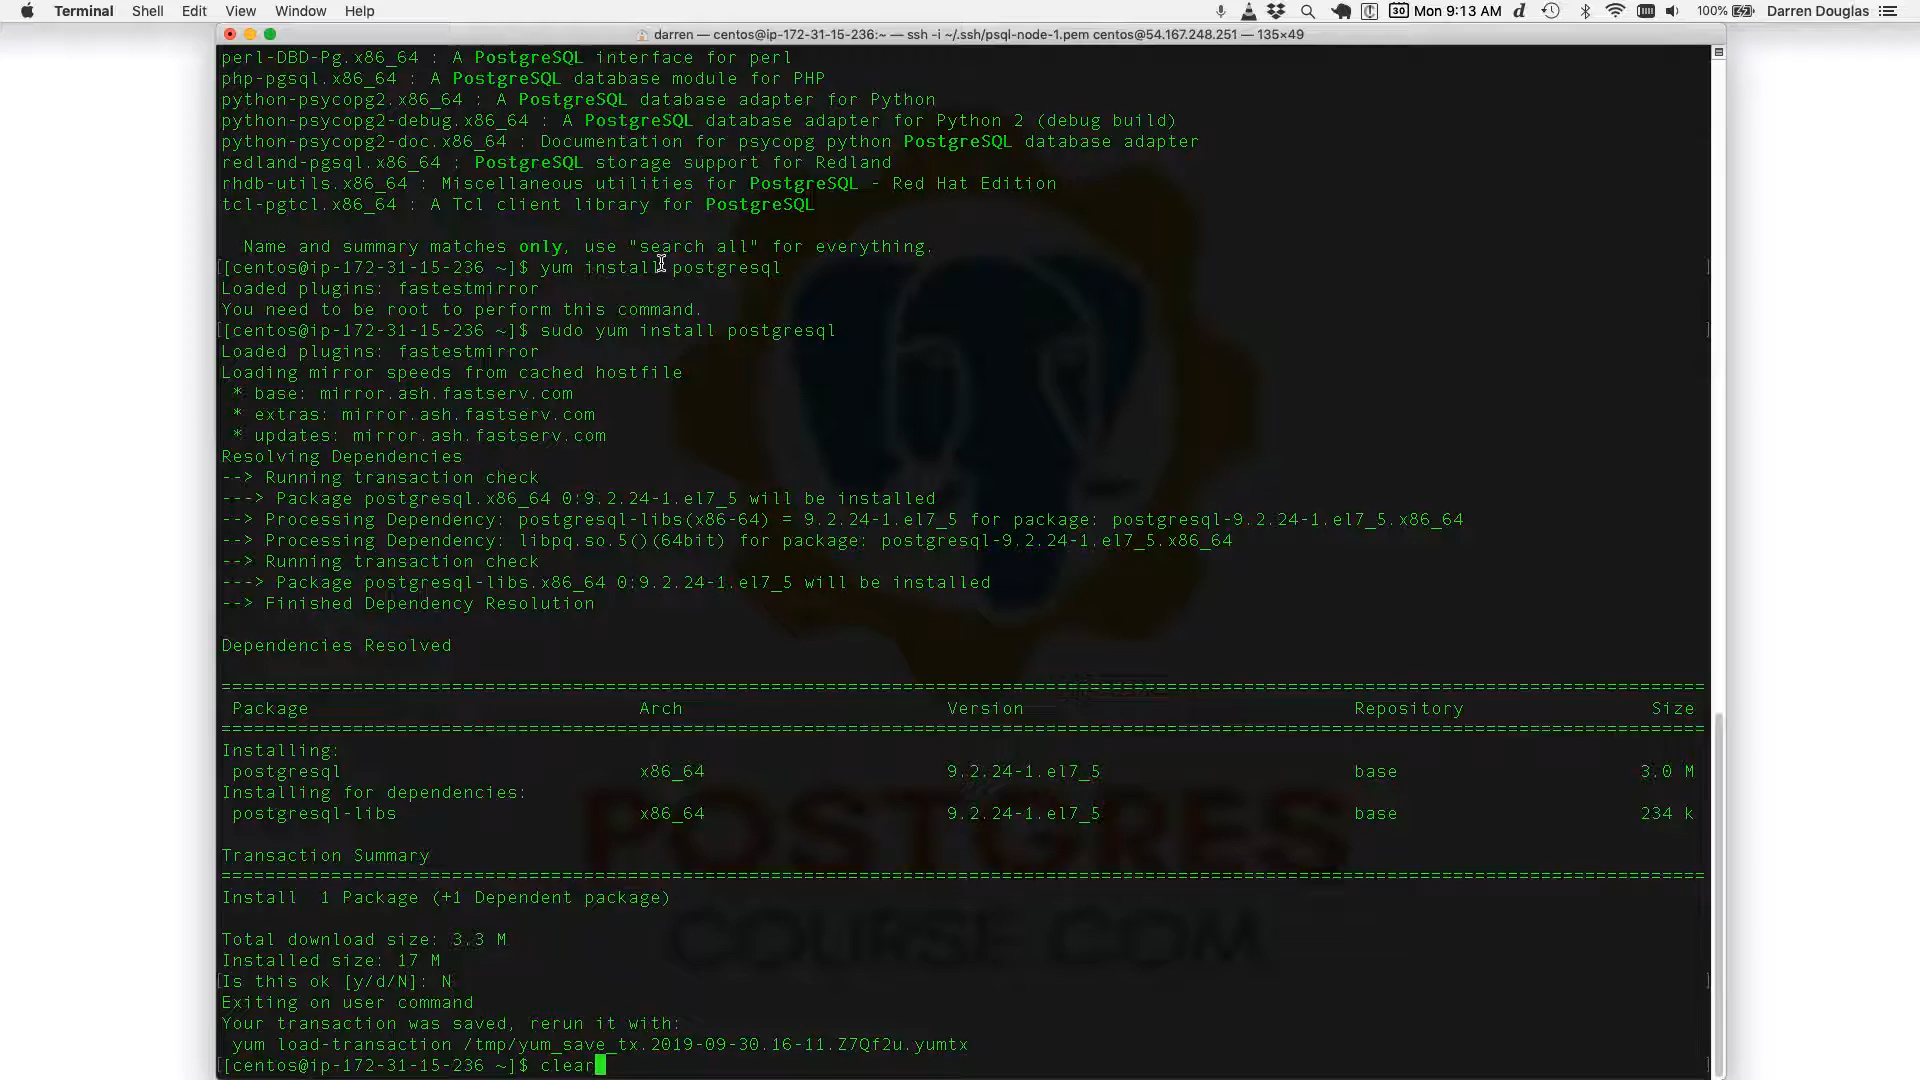 Terminal Shell Edit View Window Help
30 Mon 9:13 AM d 100% Darren Douglas
darren — centos@ip-172-31-15-236:~ — ssh -i ~/.ssh/psql-node-1.pem centos@54.167.248.251 — 135×49
perl-DBD-Pg.x86_64 : A PostgreSQL interface for perl
php-pgsql.x86_64 : A PostgreSQL database module for PHP
python-psycopg2.x86_64 : A PostgreSQL database adapter for Python
python-psycopg2-debug.x86_64 : A PostgreSQL database adapter for Python 2 (debug build)
python-psycopg2-doc.x86_64 : Documentation for psycopg python PostgreSQL database adapter
redland-pgsql.x86_64 : PostgreSQL storage support for Redland
rhdb-utils.x86_64 : Miscellaneous utilities for PostgreSQL - Red Hat Edition
tcl-pgtcl.x86_64 : A Tcl client library for PostgreSQL
Name and summary matches only, use "search all" for everything.
[[centos@ip-172-31-15-236 ~]$ yum install postgresql ]
Loaded plugins: fastestmirror
You need to be root to perform this command.
[[centos@ip-172-31-15-236 ~]$ sudo yum install postgresql ]
Loaded plugins: fastestmirror
Loading mirror speeds from cached hostfile
* base: mirror.ash.fastserv.com
* extras: mirror.ash.fastserv.com
* updates: mirror.ash.fastserv.com
Resolving Dependencies
--> Running transaction check
---> Package postgresql.x86_64 0:9.2.24-1.el7_5 will be installed
--> Processing Dependency: postgresql-libs(x86-64) = 9.2.24-1.el7_5 for package: postgresql-9.2.24-1.el7_5.x86_64
--> Processing Dependency: libpq.so.5()(64bit) for package: postgresql-9.2.24-1.el7_5.x86_64
--> Running transaction check
---> Package postgresql-libs.x86_64 0:9.2.24-1.el7_5 will be installed
--> Finished Dependency Resolution
Dependencies Resolved
=======================================================================================================================================
Package Arch Version Repository Size
=======================================================================================================================================
Installing:
postgresql x86_64 9.2.24-1.el7_5 base 3.0 M
Installing for dependencies:
postgresql-libs x86_64 9.2.24-1.el7_5 base 234 k
Transaction Summary
=======================================================================================================================================
Install 1 Package (+1 Dependent package)
Total download size: 3.3 M
Installed size: 17 M
[Is this ok [y/d/N]: N ]
Exiting on user command
Your transaction was saved, rerun it with:
yum load-transaction /tmp/yum_save_tx.2019-09-30.16-11.Z7Qf2u.yumtx
[[centos@ip-172-31-15-236 ~]$ clear
POSTGRES
COURSE.COM